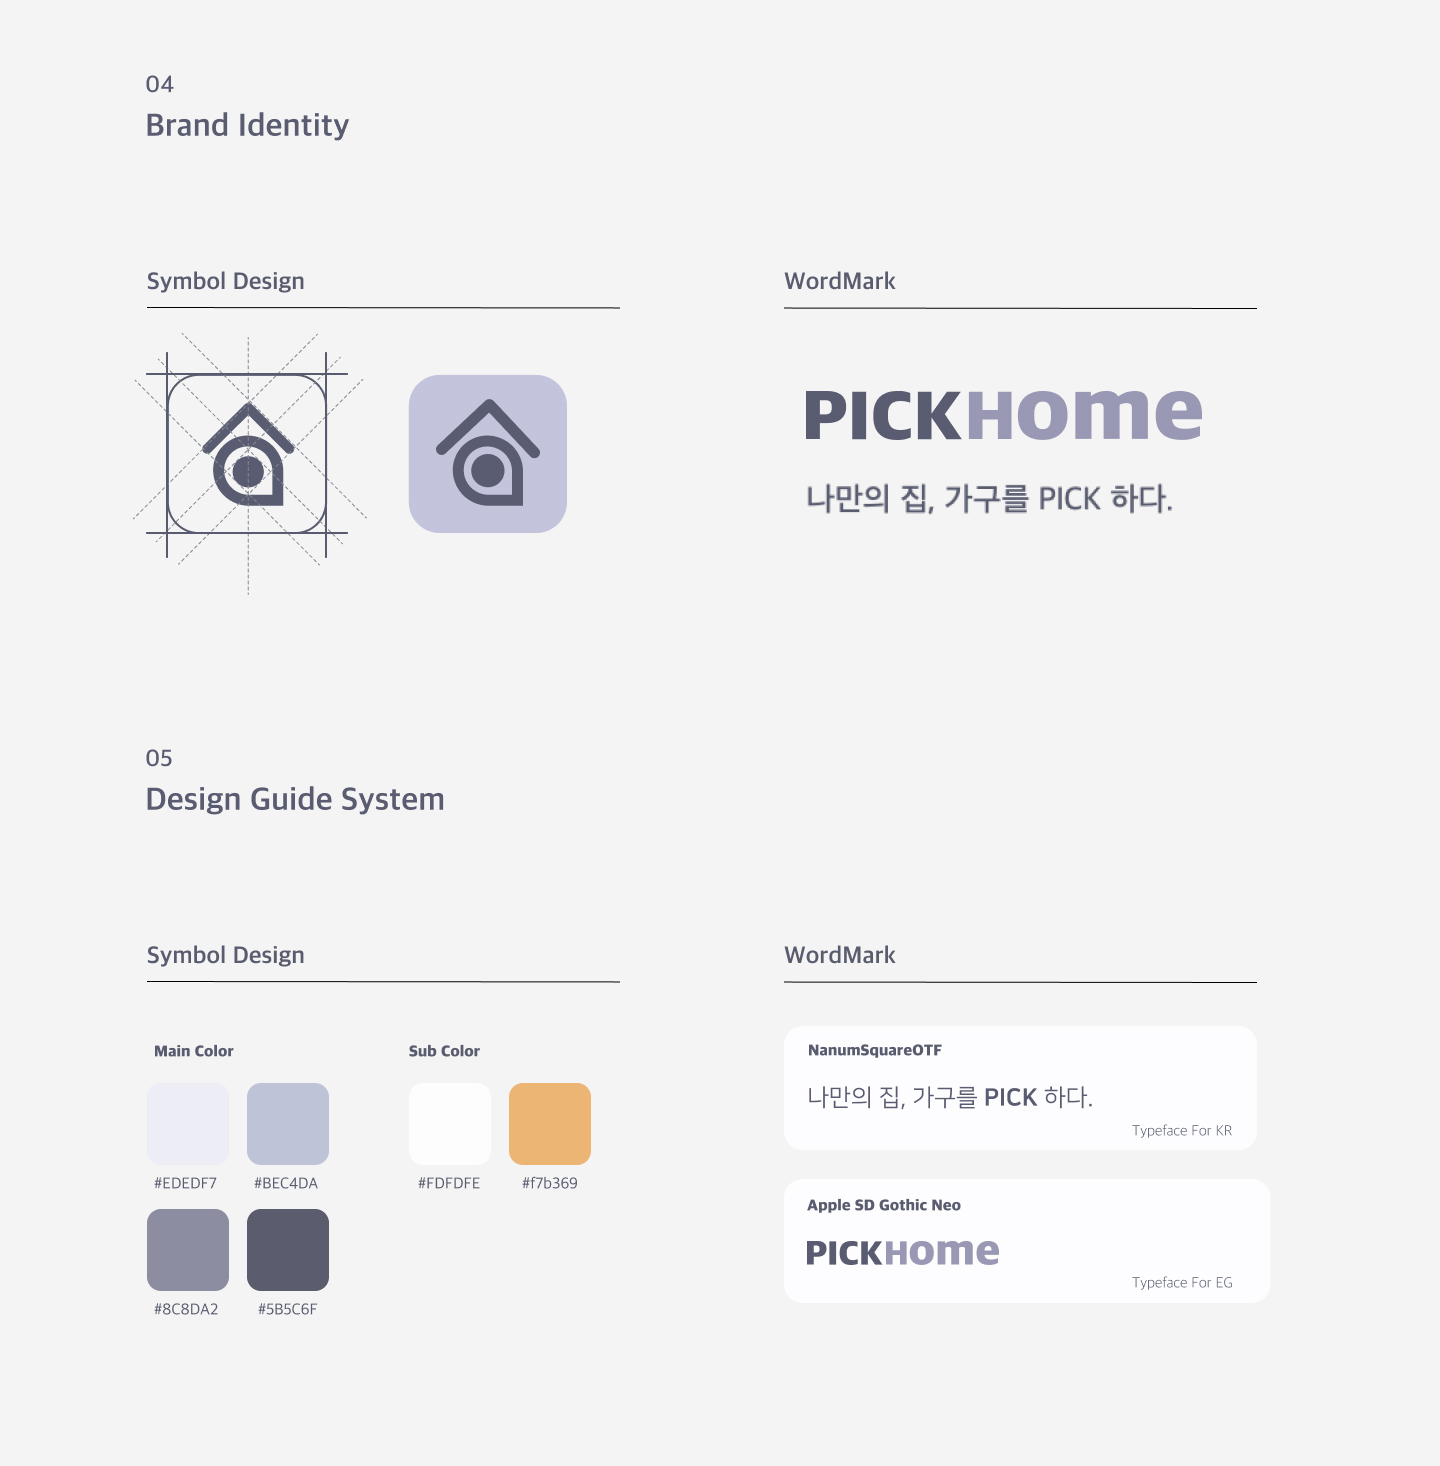 04
Brand Identity
Symbol Design
WordMark
PICKHome
나만의 집, 가구를 PICK 하다.
05
Design Guide System
Symbol Design
WordMark
Main Color
Sub Color
#EDEDF7
#BEC4DA
#FDFDFE
#f7b369
#8C8DA2
#5B5C6F
NanumSquareOTF
나만의 집, 가구를 PICK 하다.
Typeface For KR
Apple SD Gothic Neo
PICKHome
Typeface For EG